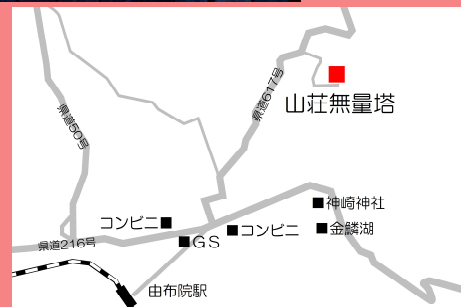 県道50号
県道617号
山荘無量塔
神崎神社
コンビニ
コンビニ
金鱗湖
GS
県道216号
由布院駅